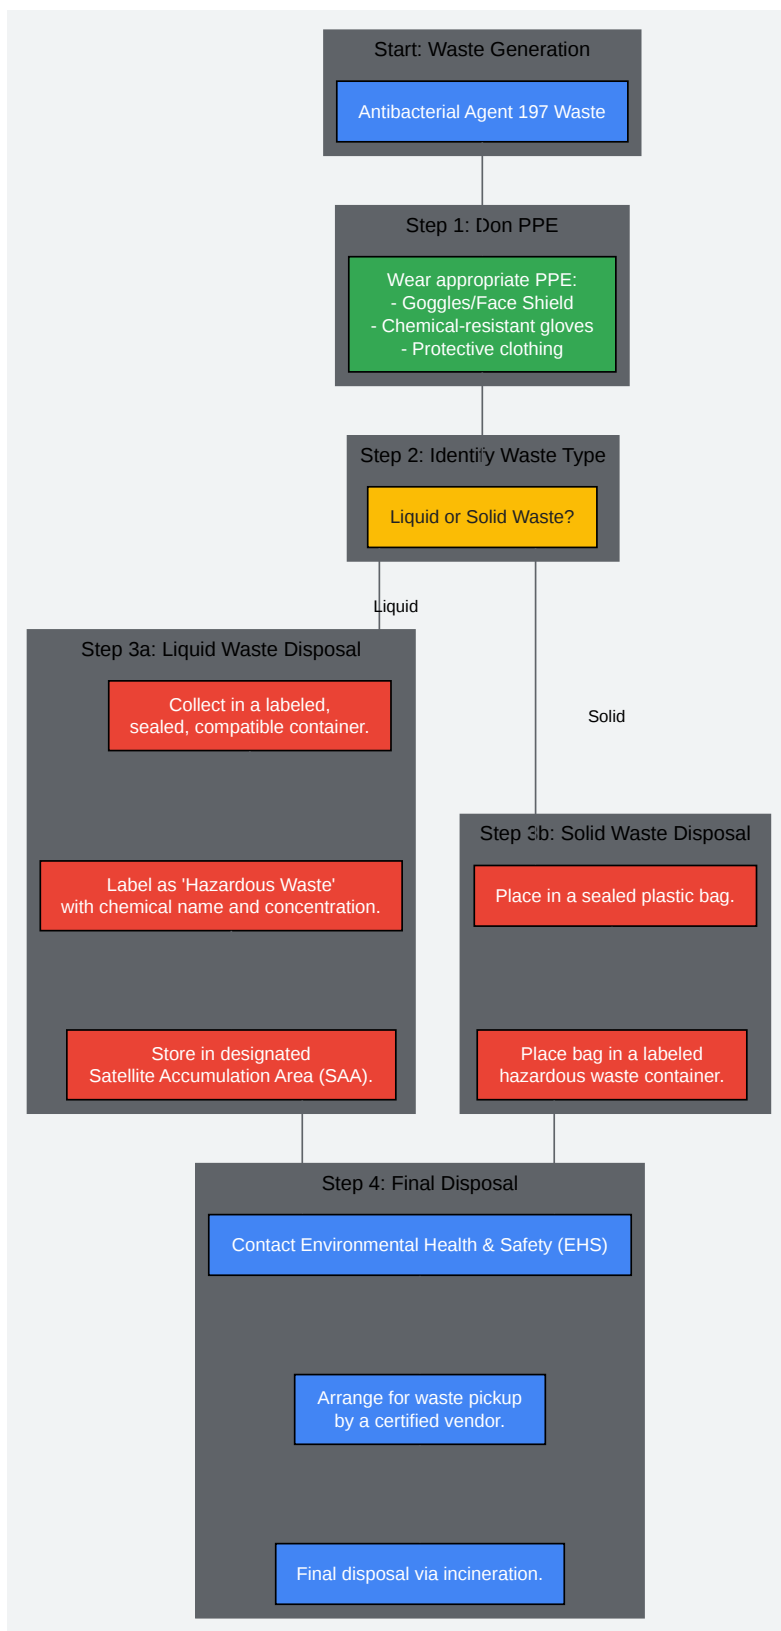 Start: Waste Generation
Antibacterial Agent 197 Waste
Step 1: Don PPE
Wear appropriate PPE:
- Goggles/Face Shield
- Chemical-resistant gloves
- Protective clothing
Step 2: Identify Waste Type
Liquid or Solid Waste?
Liquid
Solid
Step 3a: Liquid Waste Disposal
Collect in a labeled,
sealed, compatible container.
Label as 'Hazardous Waste'
with chemical name and concentration.
Store in designated
Satellite Accumulation Area (SAA).
Step 3b: Solid Waste Disposal
Place in a sealed plastic bag.
Place bag in a labeled
hazardous waste container.
Step 4: Final Disposal
Contact Environmental Health & Safety (EHS)
Arrange for waste pickup
by a certified vendor.
Final disposal via incineration.